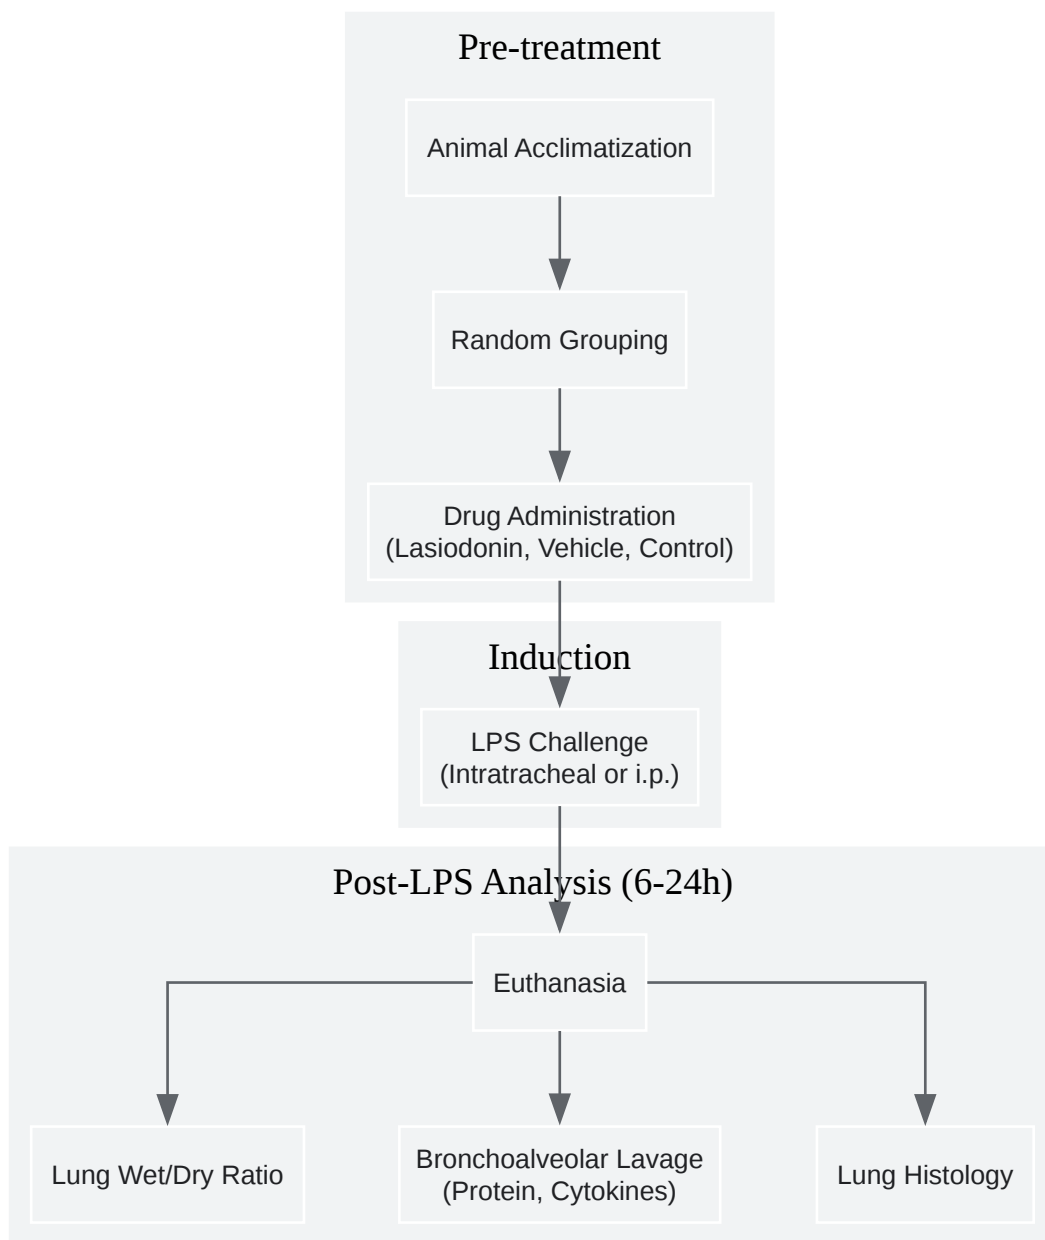 Pre-treatment
Animal Acclimatization
Random Grouping
Drug Administration
(Lasiodonin, Vehicle, Control)
Induction
LPS Challenge
(Intratracheal or i.p.)
Post-LPS Analysis (6-24h)
Euthanasia
Lung Wet/Dry Ratio
Bronchoalveolar Lavage
(Protein, Cytokines)
Lung Histology